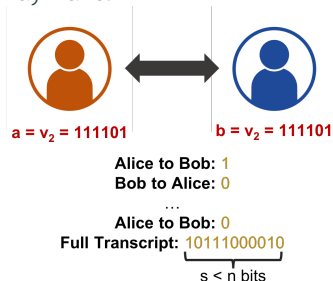 a = v₂ = 111101 b = v₂ = 111101
Alice to Bob: 1
Bob to Alice: 0
...
Alice to Bob: 0
Full Transcript: 10111000010
s < n bits